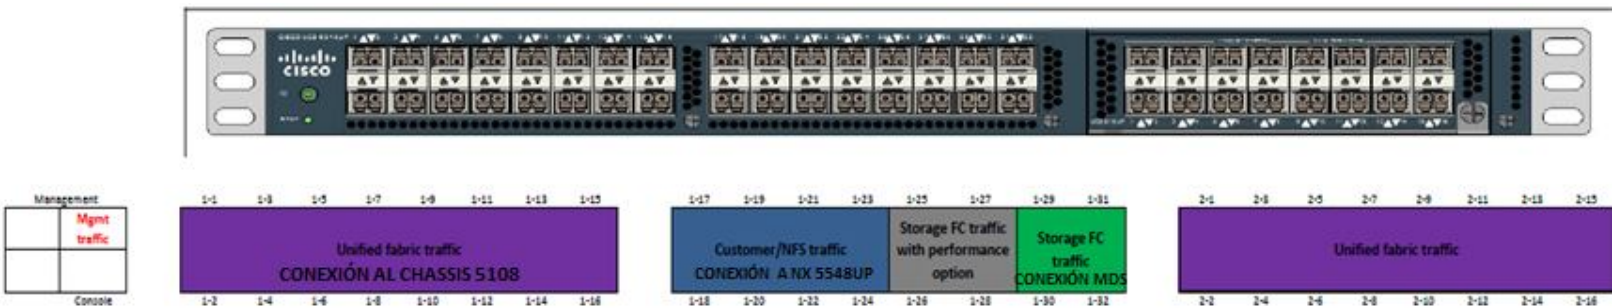 CISCO
Management
Mgmt
traffic
Console
1-1 1-3 1-5 1-7 1-9 1-11 1-13 1-15
Unified fabric traffic
CONEXIÓN AL CHASSIS 5108
1-2 1-4 1-6 1-8 1-10 1-12 1-14 1-16
1-17 1-19 1-21 1-23 1-25 1-27 1-29 1-31
Customer/NFS traffic
CONEXIÓN A NX 5548UP
Storage FC traffic
with performance
option
Storage FC
traffic
CONEXIÓN MDS
1-18 1-20 1-22 1-24 1-26 1-28 1-30 1-32
2-1 2-3 2-5 2-7 2-9 2-11 2-13 2-15
Unified fabric traffic
2-2 2-4 2-6 2-8 2-10 2-12 2-14 2-16